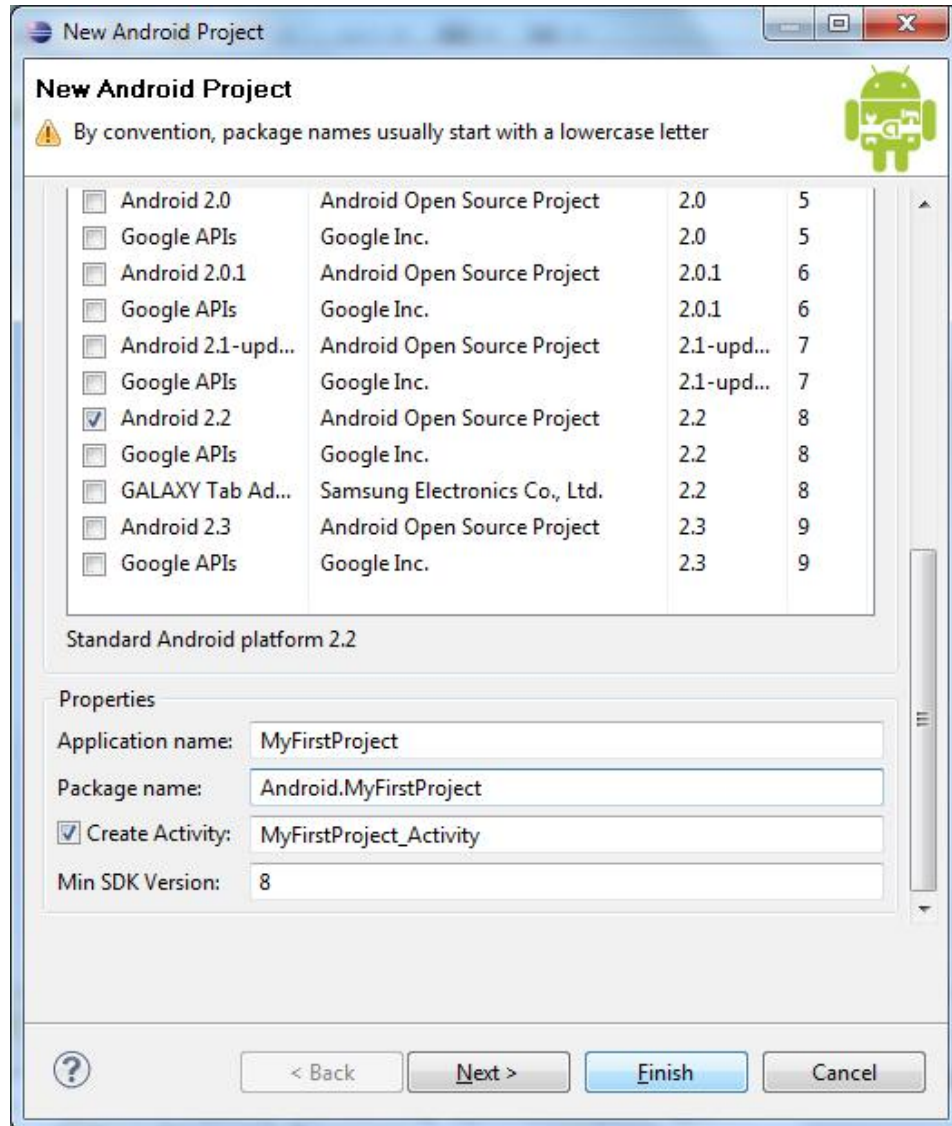 New Android Project
New Android Project
By convention, package names usually start with a lowercase letter
Android 2.0 Android Open Source Project 2.0 5
Google APIs Google Inc. 2.0 5
Android 2.0.1 Android Open Source Project 2.0.1 6
Google APIs Google Inc. 2.0.1 6
Android 2.1-upd... Android Open Source Project 2.1-upd... 7
Google APIs Google Inc. 2.1-upd... 7
Android 2.2 Android Open Source Project 2.2 8
Google APIs Google Inc. 2.2 8
GALAXY Tab Ad... Samsung Electronics Co., Ltd. 2.2 8
Android 2.3 Android Open Source Project 2.3 9
Google APIs Google Inc. 2.3 9
Standard Android platform 2.2
Properties
Application name: MyFirstProject
Package name: Android.MyFirstProject
Create Activity: MyFirstProject_Activity
Min SDK Version: 8
< Back Next > Finish Cancel